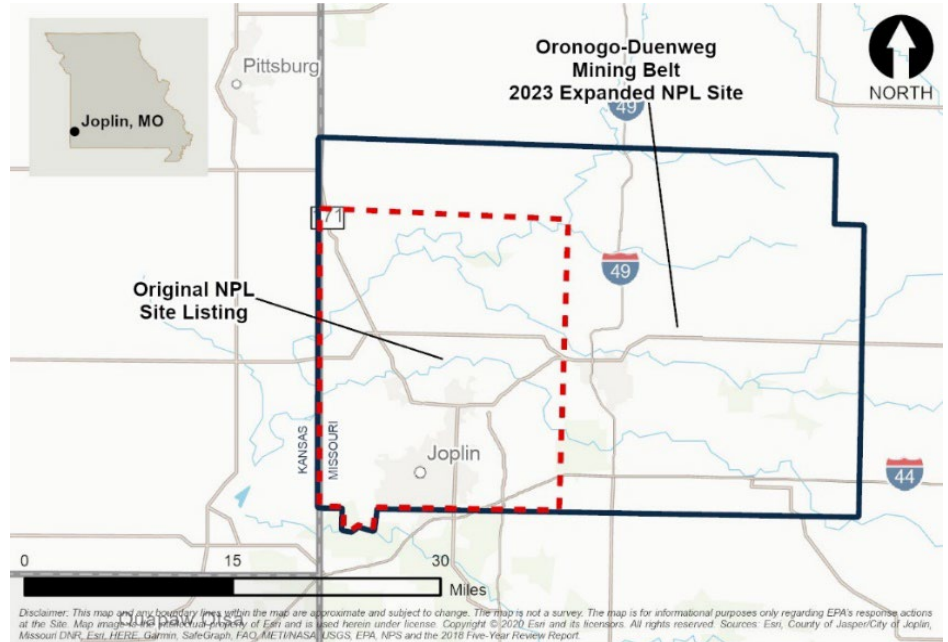 Pittsburg
Joplin, MO
Oronogo-Duenweg
Mining Belt
2023 Expanded NPL Site
NORTH
49
71
49
Original NPL
Site Listing
KANSAS
MISSOURI
Joplin
44
0 15 30
Miles
Quapaw
Disclaimer: This map and any boundary lines within the map are approximate and subject to change. The map is not a survey. The map is for informational purposes only regarding EPA's response actions
at the Site. Map image is the intellectual property of Esri and is used herein under license. Copyright © 2020 Esri and its licensors. All rights reserved. Sources: Esri, County of Jasper/City of Joplin,
Missouri DNR, Esri, HERE, Garmin, SafeGraph, FAO, METI/NASA, USGS, EPA, NPS and the 2018 Five-Year Review Report.